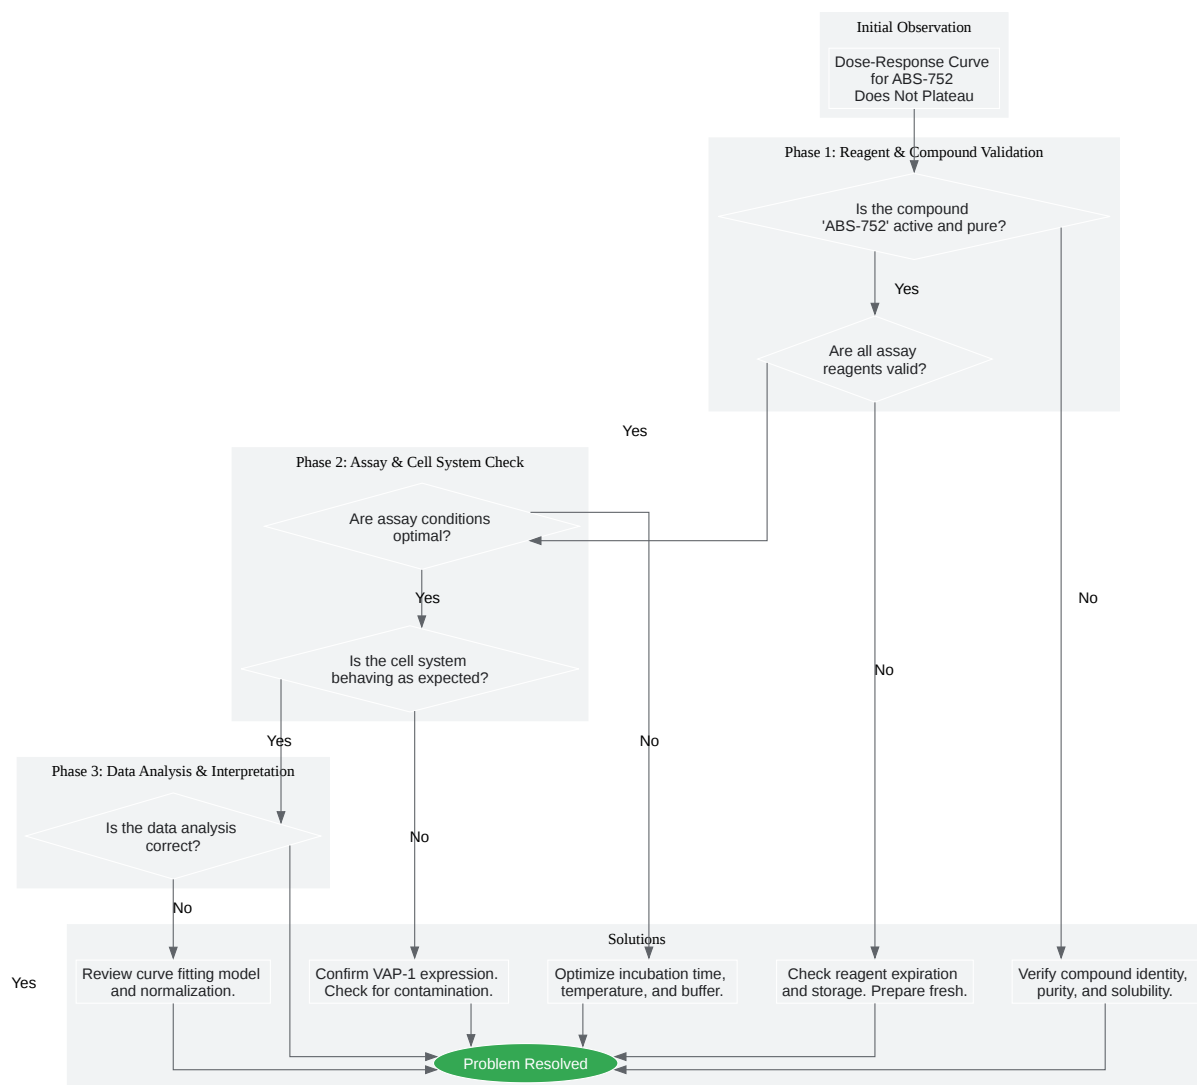 Initial Observation
Dose-Response Curve
for ABS-752
Does Not Plateau
Phase 1: Reagent & Compound Validation
Is the compound
'ABS-752' active and pure?
Yes
Are all assay
reagents valid?
Yes
Phase 2: Assay & Cell System Check
Are assay conditions
optimal?
Yes
No
Is the cell system
behaving as expected?
No
Yes
No
Phase 3: Data Analysis & Interpretation
Is the data analysis
correct?
No
No
Solutions
Yes
Review curve fitting model
and normalization.
Confirm VAP-1 expression.
Check for contamination.
Optimize incubation time,
temperature, and buffer.
Check reagent expiration
and storage. Prepare fresh.
Verify compound identity,
purity, and solubility.
Problem Resolved